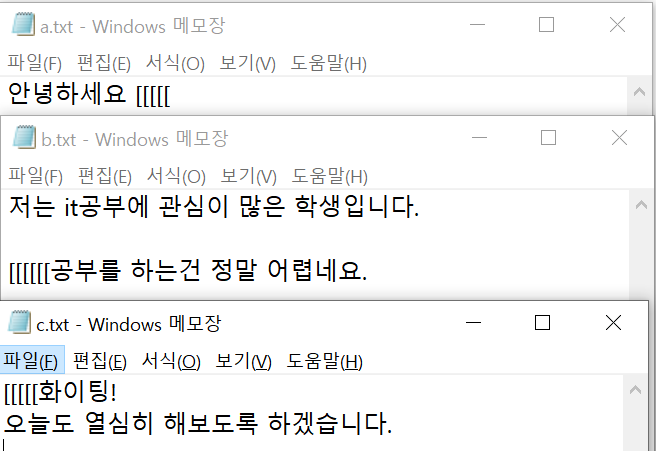 a.txt - Windows 메모장
파일(F) 편집(E) 서식(O) 보기(V) 도움말(H)
안녕하세요 [[[[[
b.txt - Windows 메모장
파일(F) 편집(E) 서식(O) 보기(V) 도움말(H)
저는 it공부에 관심이 많은 학생입니다.
[[[[[[공부를 하는건 정말 어렵네요.
c.txt - Windows 메모장
파일(F) 편집(E) 서식(O) 보기(V) 도움말(H)
[[[[[화이팅!
오늘도 열심히 해보도록 하겠습니다.